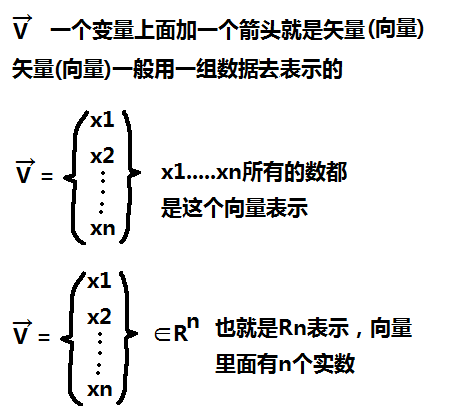 V 一个变量上面加一个箭头就是矢量(向量)
矢量(向量)一般用一组数据去表示的
x1
x2
V =
x1.....xn所有的数都
是这个向量表示
xn
x1
x2
V =
∈Rⁿ 也就是Rn表示，向量
里面有n个实数
xn